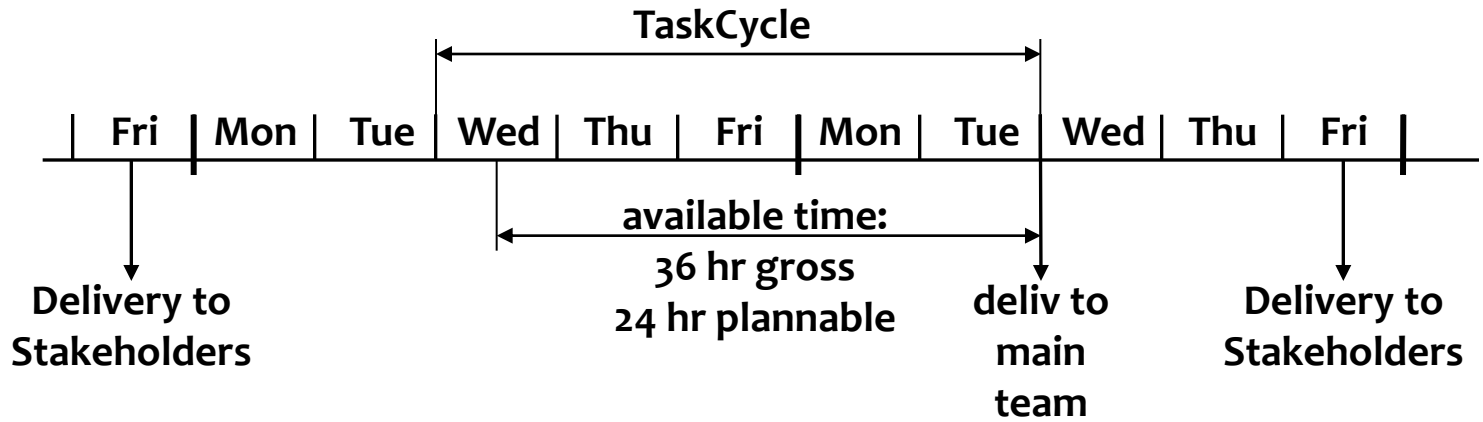 TaskCycle
Fri Mon Tue Wed Thu Fri Mon Tue Wed Thu Fri
available time:
36 hr gross
24 hr plannable
Delivery to
Stakeholders
deliv to
main
team
Delivery to
Stakeholders